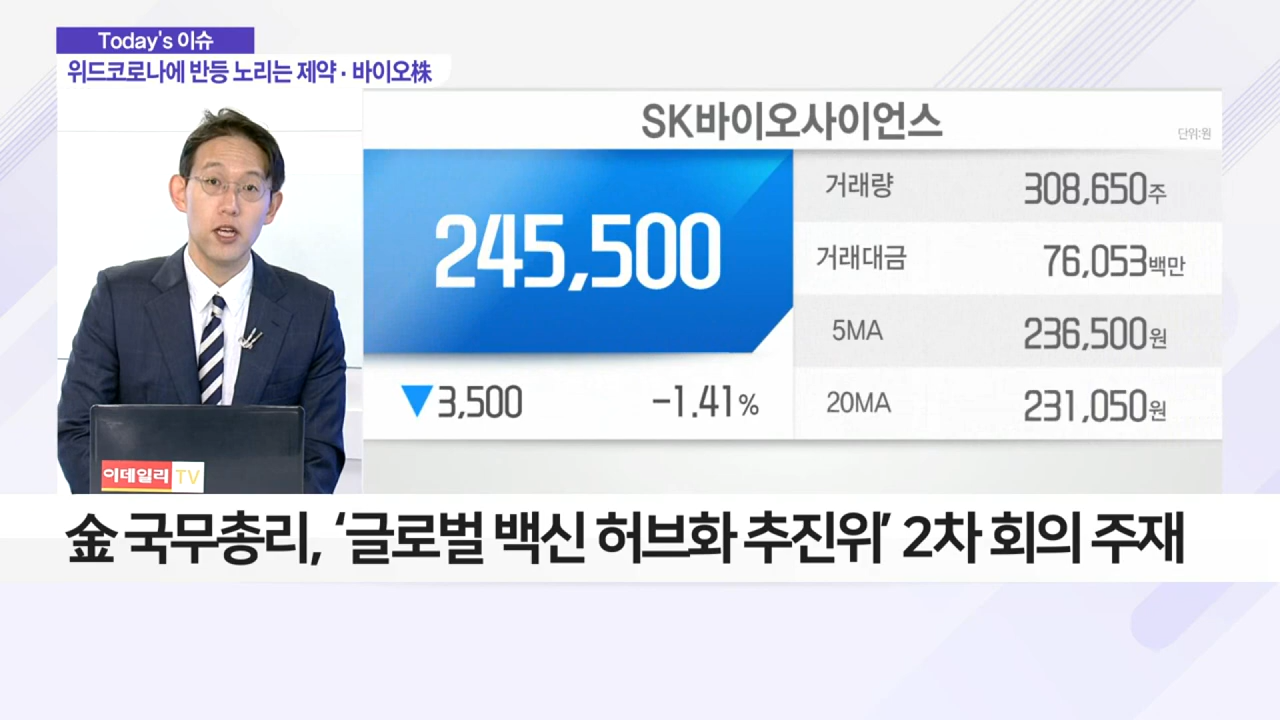 Today's 이슈
위드코로나에 반등 노리는 제약·바이오株
SK바이오사이언스
단위:원
245,500
▼3,500 -1.41%
거래량 308,650주
거래대금 76,053백만
5MA 236,500원
20MA 231,050원
이데일리 TV
金 국무총리, ‘글로벌 백신 허브화 추진위’ 2차 회의 주재